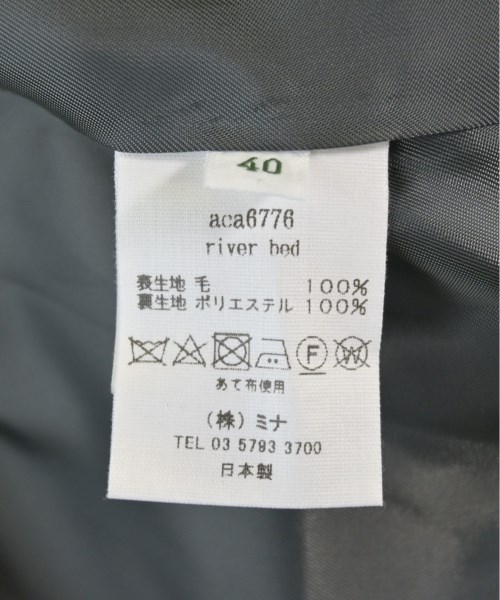 40
aca6776
river bed
表生地 毛 100%
裏生地 ポリエステル 100%
F W
あて布使用
(株)ミナ
TEL 03 5793 3700
日本製